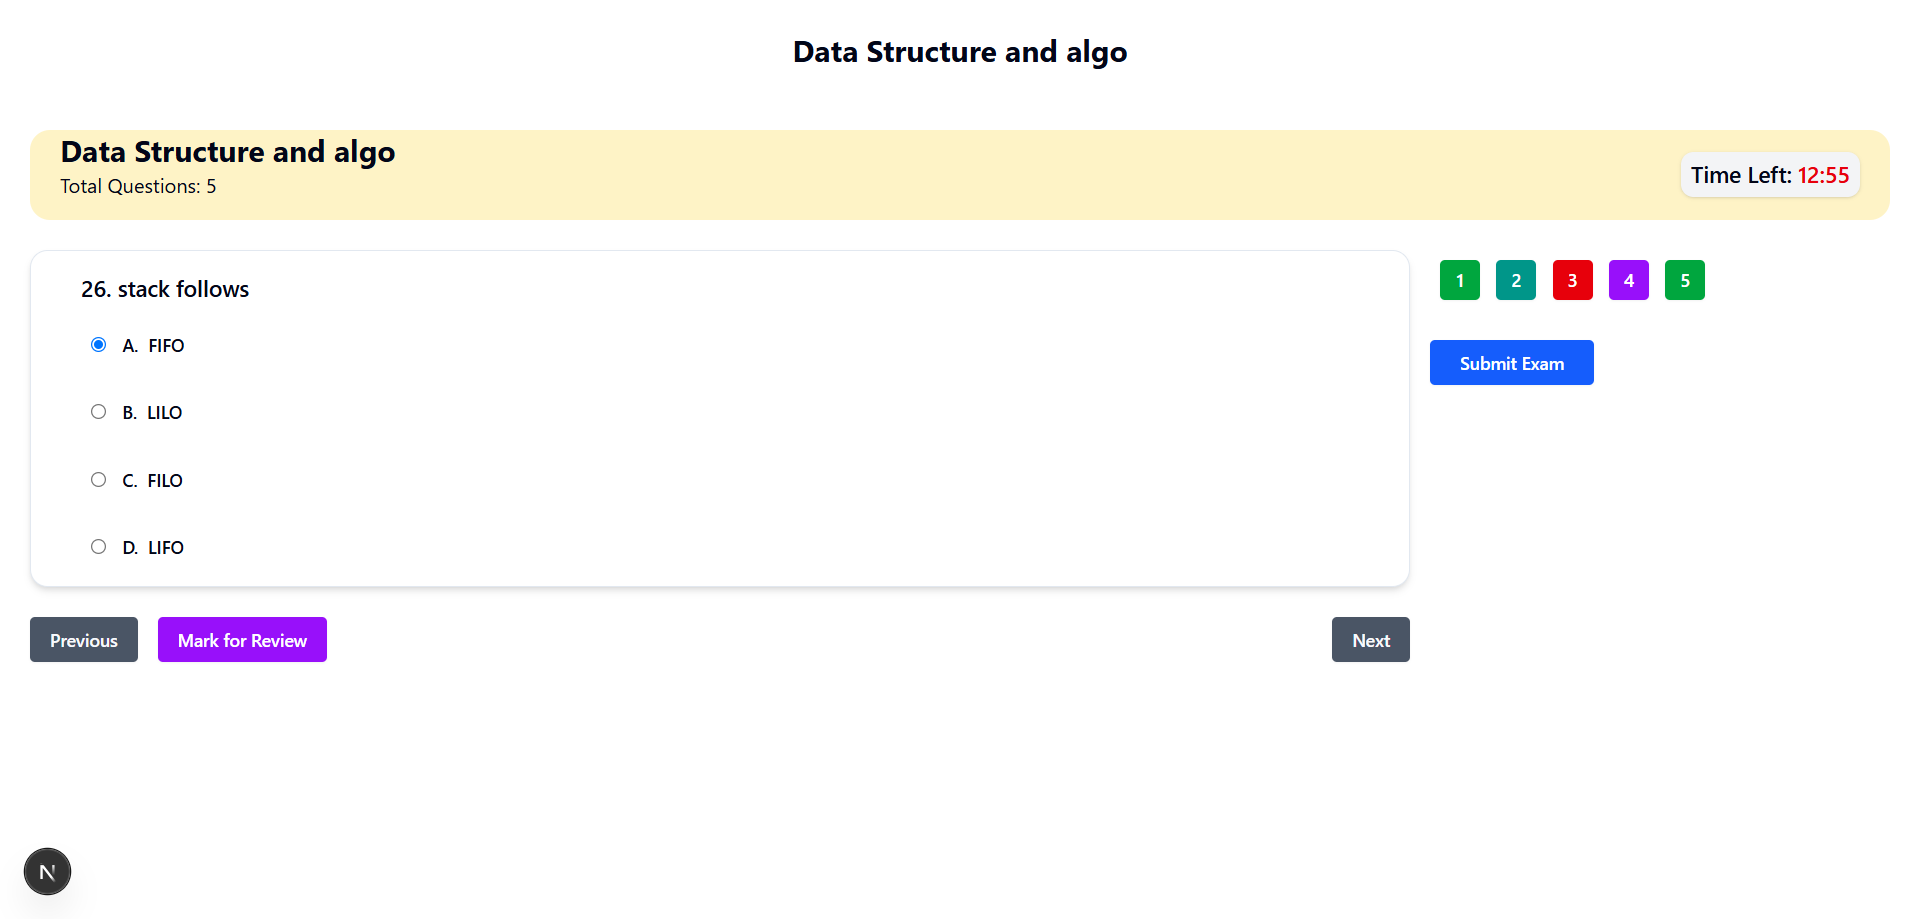 Data Structure and algo
Data Structure and algo
Total Questions: 5
Time Left: 12:55
26. stack follows
A. FIFO
B. LILO
C. FILO
D. LIFO
1 2 3 4 5
Submit Exam
Previous Mark for Review Next
N